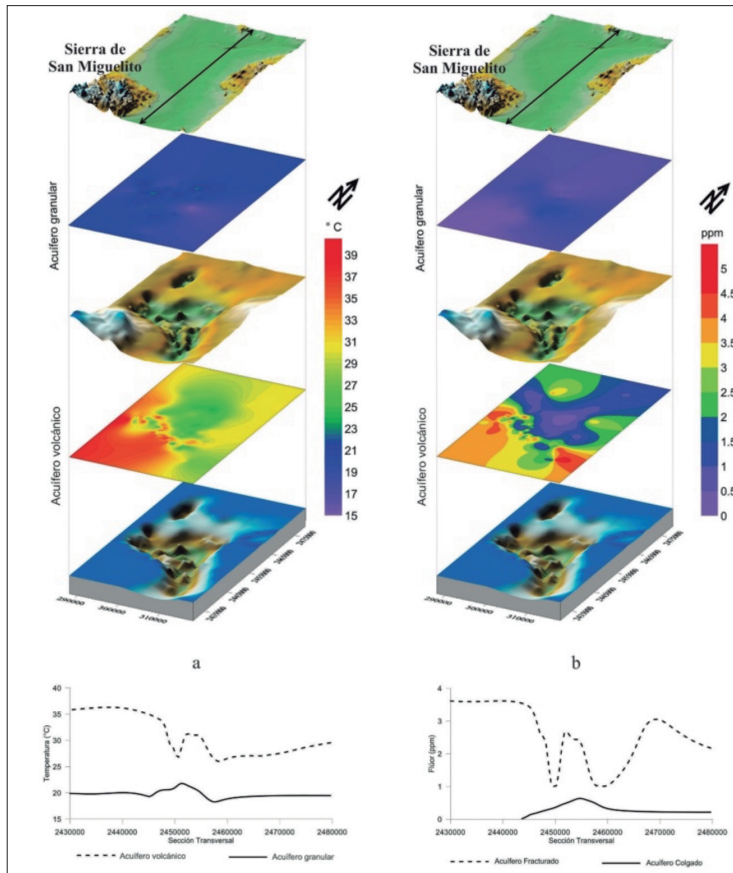 Sierra de
San Miguelito
Acuífero granular
N
° C
39
37
35
33
31
29
27
25
23
21
19
17
15
Acuífero volcánico
290000
300000
310000
2470000
a
Sierra de
San Miguelito
Acuífero granular
N
ppm
5
4.5
4
3.5
3
2.5
2
1.5
1
0.5
0
Acuífero volcánico
290000
300000
310000
2470000
b
Temperatura (°C)
40
35
30
25
20
15
2430000 2440000 2450000 2460000 2470000 2480000
Sección Transversal
Acuífero volcánico Acuífero granular
Flúor (ppm)
4
3
2
1
0
2430000 2440000 2450000 2460000 2470000 2480000
Sección Transversal
Acuífero Fracturado Acuífero Colgado